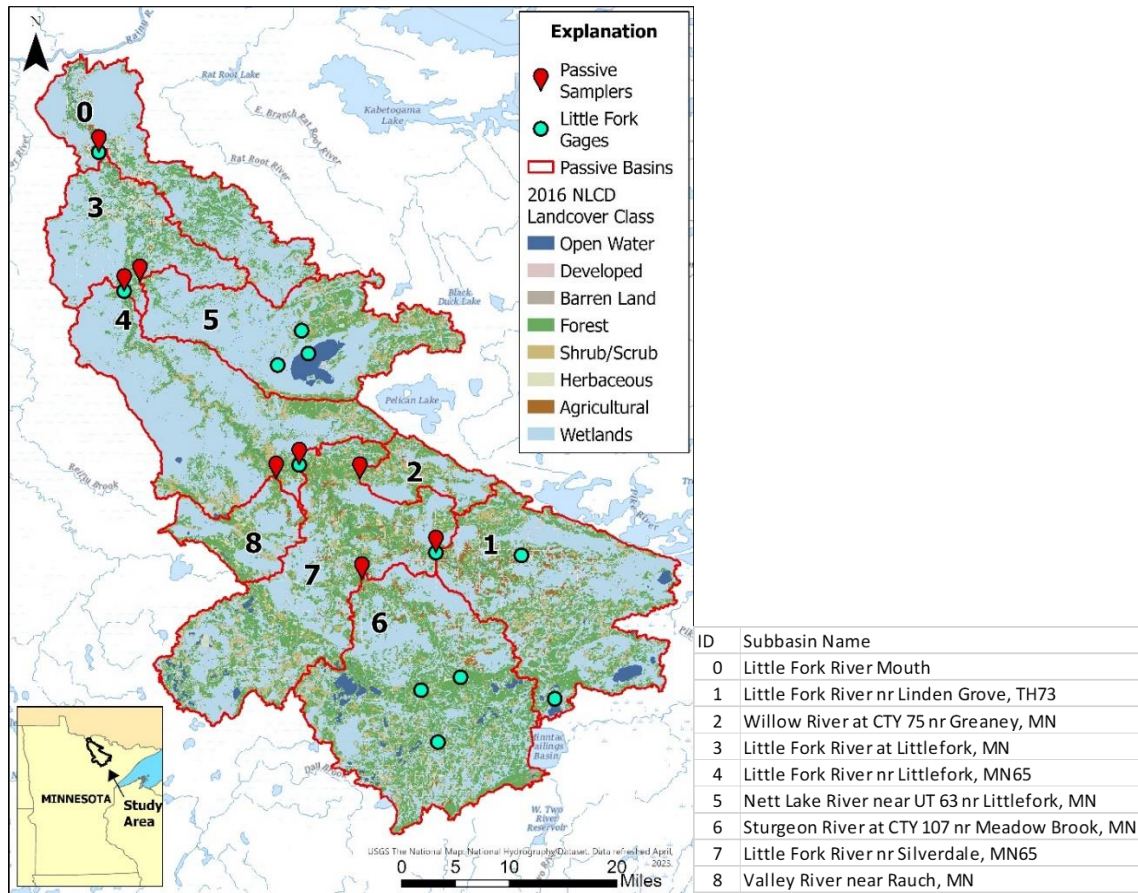 Explanation
Passive
Samplers
Little Fork
Gages
Passive Basins
2016 NLCD
Landcover Class
Open Water
Developed
Barren Land
Forest
Shrub/Scrub
Herbaceous
Agricultural
Wetlands
N
Rat Root Lake
E. Branch Rat Root River
Kabetogama
Lake
Rat Root River
0
3
Black
Duck Lake
4
5
Pelican Lake
2
1
8
7
6
Day Brook
Tailings
Basin
W. Two
River
Reservoir
MINNESOTA
Study
Area
USGS The National Map: National Hydrography Dataset. Data refreshed April,
2023.
0 5 10 20
Miles
ID Subbasin Name
0 Little Fork River Mouth
1 Little Fork River nr Linden Grove, TH73
2 Willow River at CTY 75 nr Greaney, MN
3 Little Fork River at Littlefork, MN
4 Little Fork River nr Littlefork, MN65
5 Nett Lake River near UT 63 nr Littlefork, MN
6 Sturgeon River at CTY 107 nr Meadow Brook, MN
7 Little Fork River nr Silverdale, MN65
8 Valley River near Rauch, MN